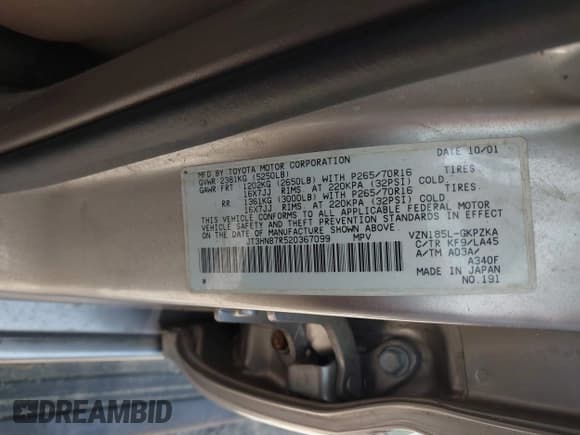 MFD BY TOYOTA MOTOR CORPORATION DATE 10/01
GVWR 2381KG (5250LB)
GAWR FRT 1202KG (2650LB) WITH P265/70R16 TIRES
16X7JJ RIMS. AT 220KPA (32PSI) COLD
RR 1361KG (3000LB) WITH P265/70R16 TIRES
16X7JJ RIMS. AT 220KPA (32PSI) COLD
THIS VEHICLE CONFORMS TO ALL APPLICABLE FEDERAL MOTOR
VEHICLE SAFETY AND THEFT PREVENTION STANDARDS IN EFFECT
ON THE DATE OF MANUFACTURE SHOWN ABOVE.
JT3HN87R520367099 MPV
VZN185L-GKPZKA
C/TR KF9/LA45
A/TM A03A/
A340F
MADE IN JAPAN
NO.191
DREAMBID